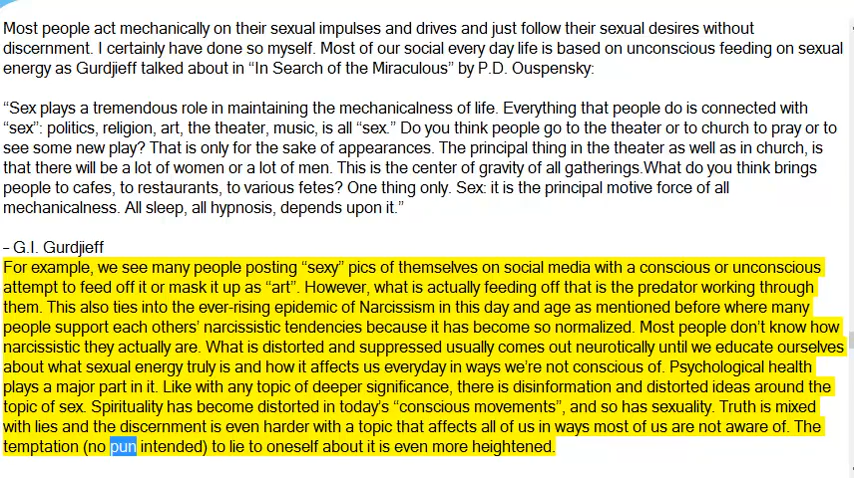 Most people act mechanically on their sexual impulses and drives and just follow their sexual desires without
discernment. I certainly have done so myself. Most of our social every day life is based on unconscious feeding on sexual
energy as Gurdjieff talked about in “In Search of the Miraculous” by P.D. Ouspensky:
“Sex plays a tremendous role in maintaining the mechanicalness of life. Everything that people do is connected with
“sex”: politics, religion, art, the theater, music, is all “sex.” Do you think people go to the theater or to church to pray or to
see some new play? That is only for the sake of appearances. The principal thing in the theater as well as in church, is
that there will be a lot of women or a lot of men. This is the center of gravity of all gatherings.What do you think brings
people to cafes, to restaurants, to various fetes? One thing only. Sex: it is the principal motive force of all
mechanicalness. All sleep, all hypnosis, depends upon it.”
– G.I. Gurdjieff
For example, we see many people posting “sexy” pics of themselves on social media with a conscious or unconscious
attempt to feed off it or mask it up as “art”. However, what is actually feeding off that is the predator working through
them. This also ties into the ever-rising epidemic of Narcissism in this day and age as mentioned before where many
people support each others’ narcissistic tendencies because it has become so normalized. Most people don’t know how
narcissistic they actually are. What is distorted and suppressed usually comes out neurotically until we educate ourselves
about what sexual energy truly is and how it affects us everyday in ways we’re not conscious of. Psychological health
plays a major part in it. Like with any topic of deeper significance, there is disinformation and distorted ideas around the
topic of sex. Spirituality has become distorted in today’s “conscious movements”, and so has sexuality. Truth is mixed
with lies and the discernment is even harder with a topic that affects all of us in ways most of us are not aware of. The
temptation (no pun intended) to lie to oneself about it is even more heightened.